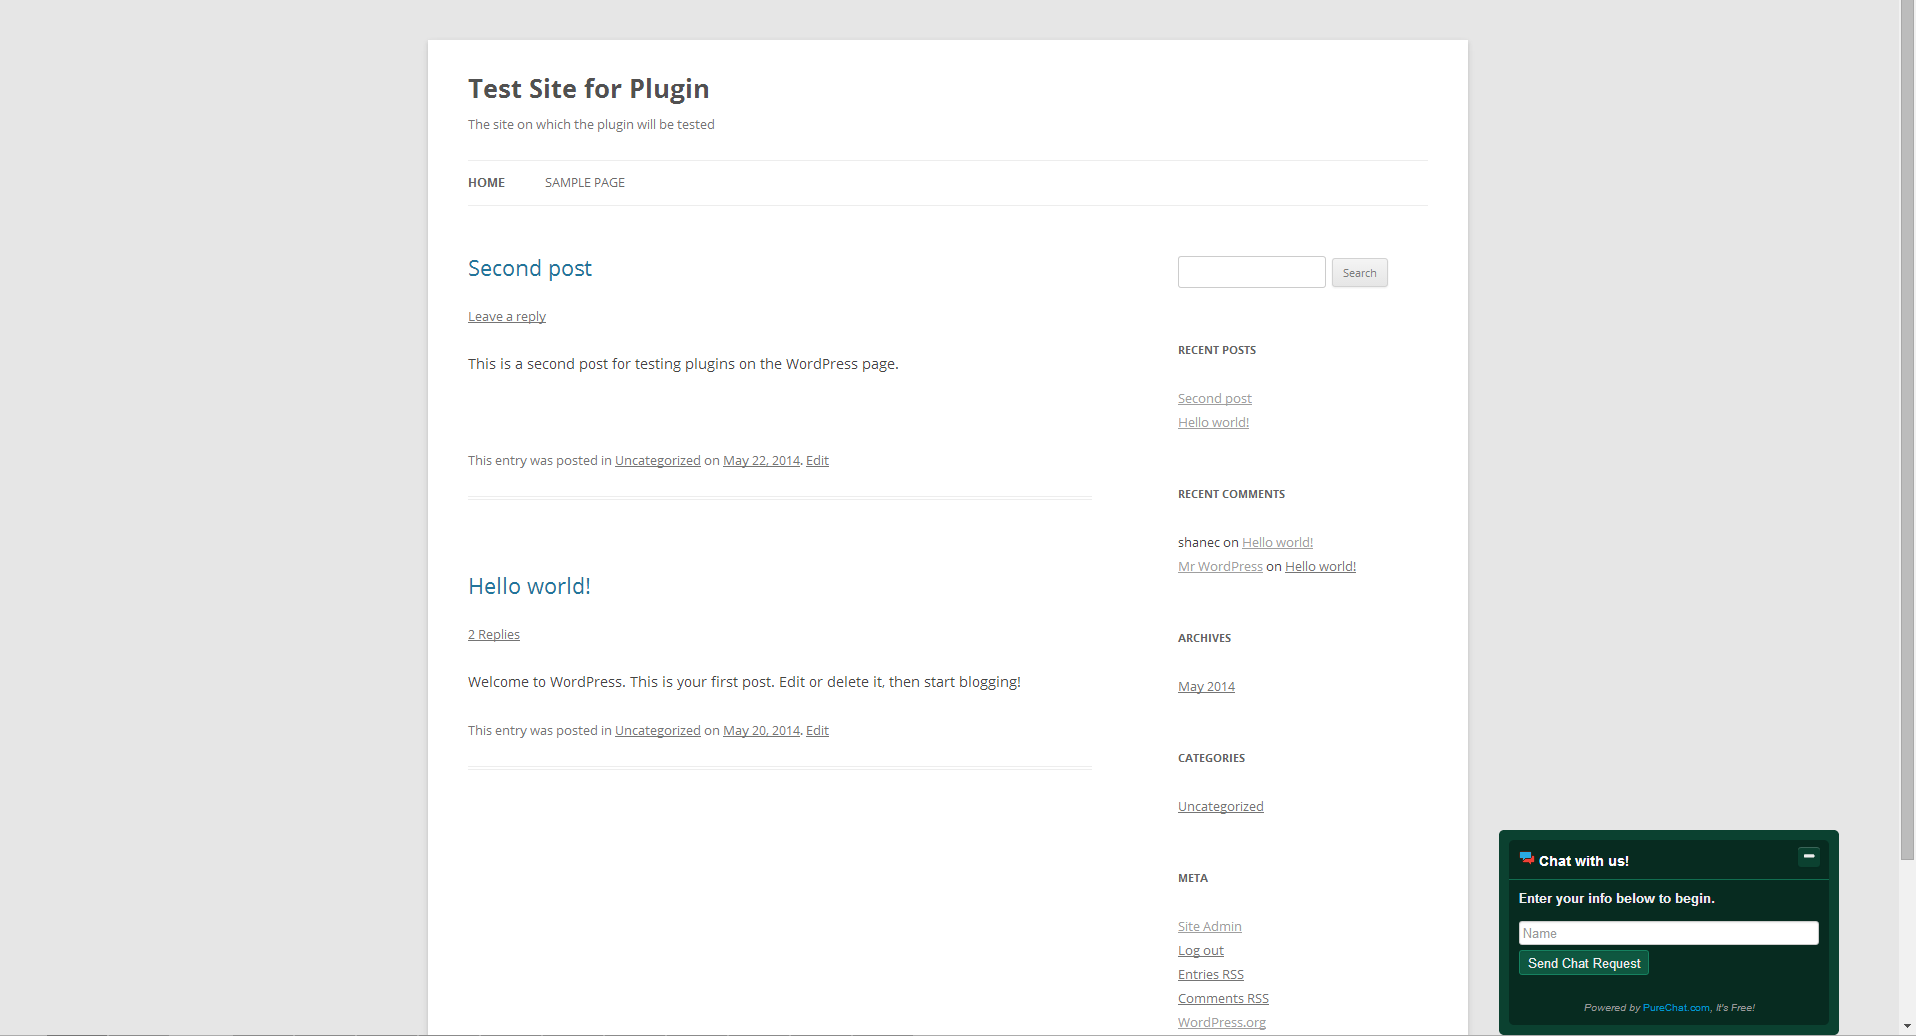 Test Site for Plugin
The site on which the plugin will be tested
HOME SAMPLE PAGE
Second post
Leave a reply
This is a second post for testing plugins on the WordPress page.
This entry was posted in Uncategorized on May 22, 2014. Edit
Hello world!
2 Replies
Welcome to WordPress. This is your first post. Edit or delete it, then start blogging!
This entry was posted in Uncategorized on May 20, 2014. Edit
Search
RECENT POSTS
Second post
Hello world!
RECENT COMMENTS
shanec on Hello world!
Mr WordPress on Hello world!
ARCHIVES
May 2014
CATEGORIES
Uncategorized
META
Site Admin
Log out
Entries RSS
Comments RSS
WordPress.org
Chat with us!
Enter your info below to begin.
Name
Send Chat Request
Powered by PureChat.com, It's Free!